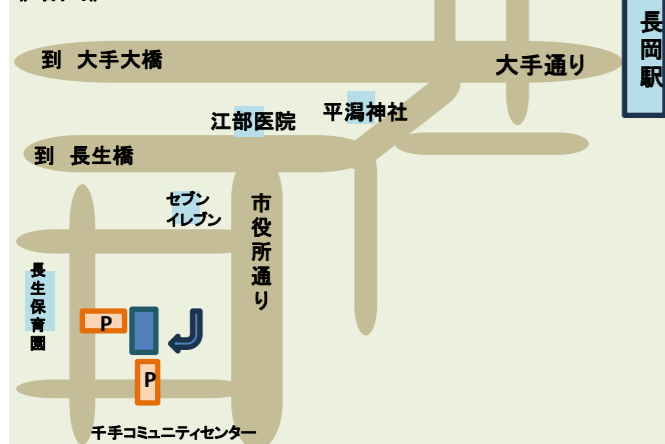 長岡駅
到 大手大橋
大手通り
江部医院
平潟神社
到 長生橋
セブン
イレブン
市役所通り
長生保育園
P
P
千手コミュニティセンター